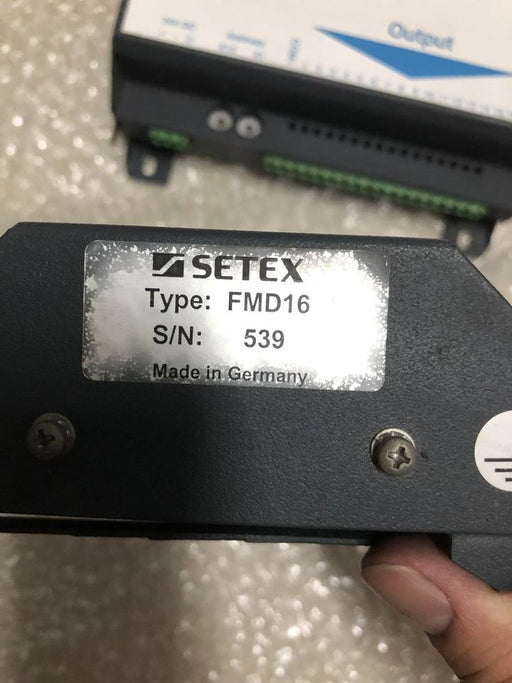 Output
SETEX
Type: FMD16
S/N: 539
Made in Germany